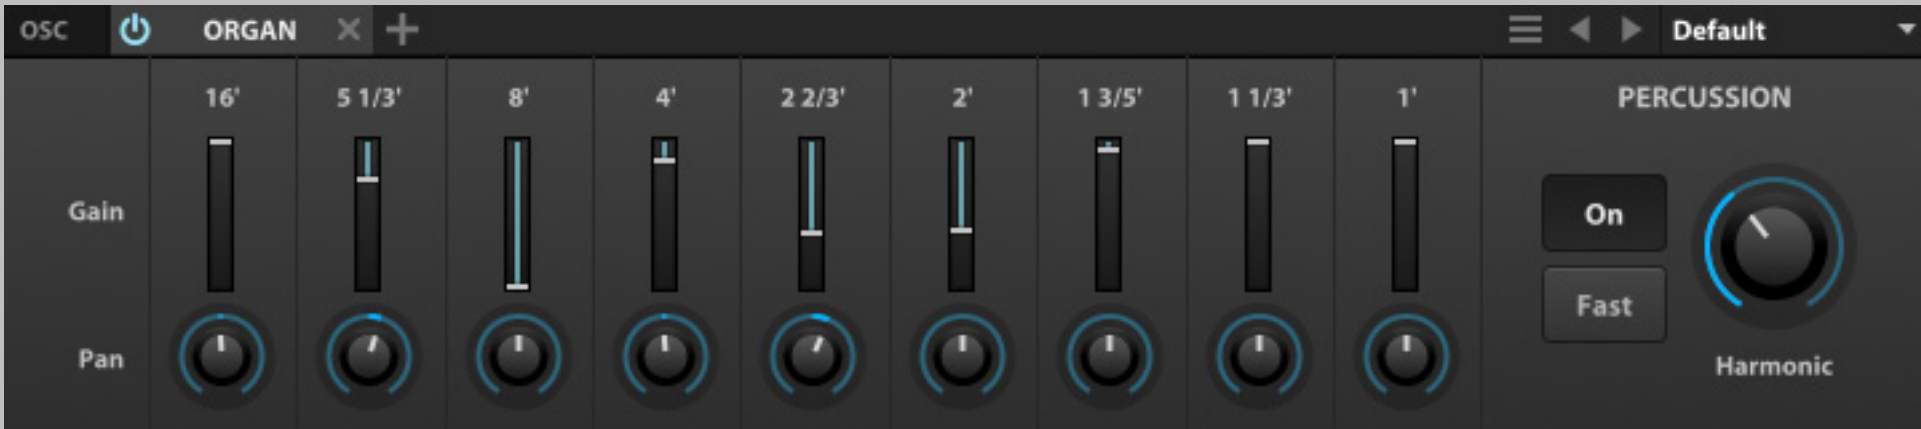 OSC ORGAN Default
16' 5 1/3' 8' 4' 2 2/3' 2' 1 3/5' 1 1/3' 1' PERCUSSION
Gain On
Fast
Pan Harmonic